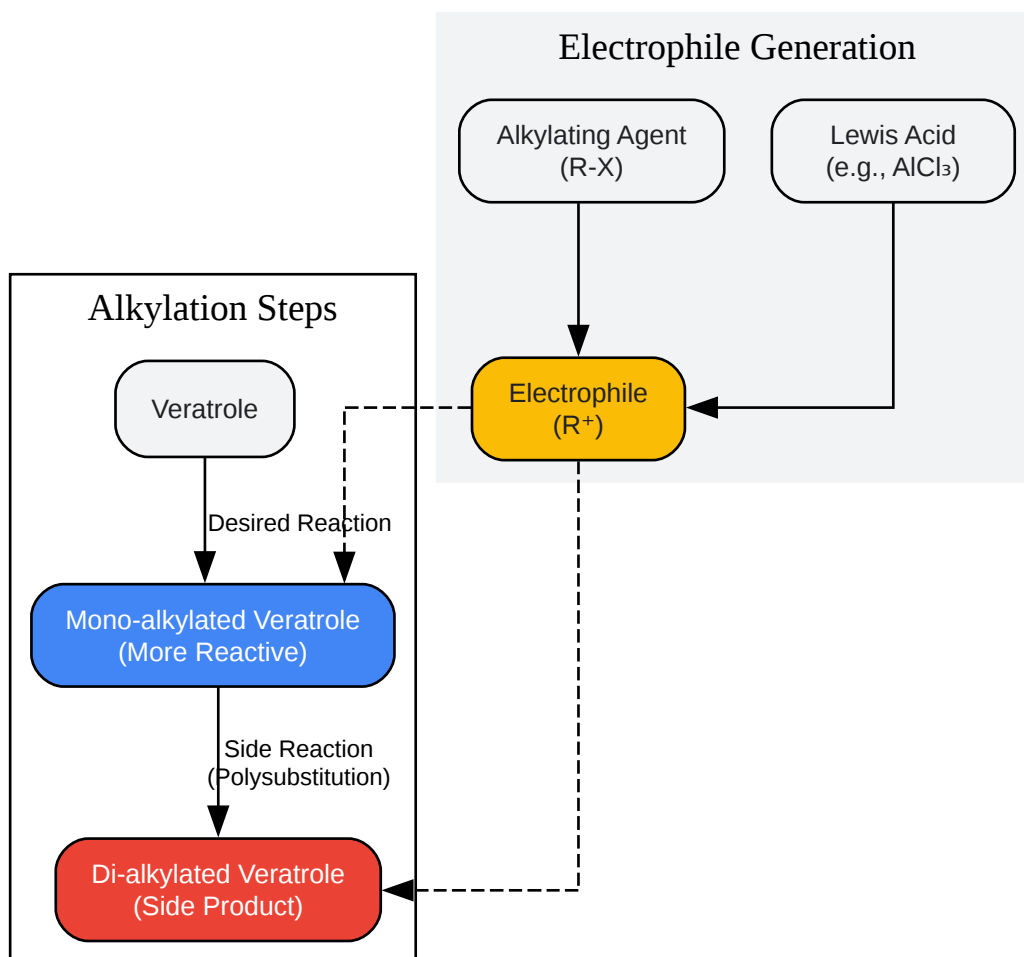 Electrophile Generation
Alkylating Agent
(R-X)
Lewis Acid
(e.g., AlCl₃)
Electrophile
(R⁺)
Alkylation Steps
Veratrole
Desired Reaction
Mono-alkylated Veratrole
(More Reactive)
Side Reaction
(Polysubstitution)
Di-alkylated Veratrole
(Side Product)